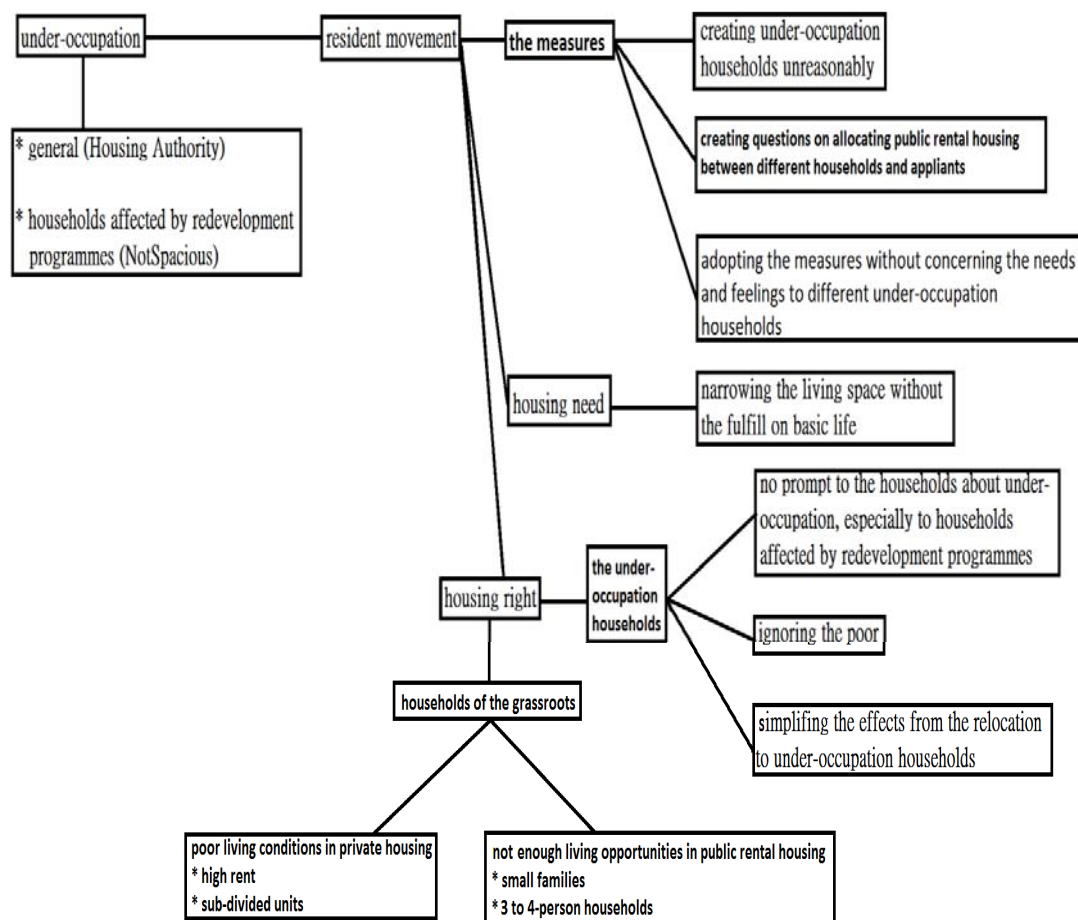 under-occupation
resident movement
the measures
creating under-occupation
households unreasonably
* general (Housing Authority)
* households affected by redevelopment
programmes (NotSpacious)
creating questions on allocating public rental housing
between different households and appliants
adopting the measures without concerning the needs
and feelings to different under-occupation
households
housing need
narrowing the living space without
the fulfill on basic life
no prompt to the households about under-
occupation, especially to households
affected by redevelopment programmes
housing right
the under-
occupation
households
ignoring the poor
households of the grassroots
simplifing the effects from the relocation
to under-occupation households
poor living conditions in private housing
* high rent
* sub-divided units
not enough living opportunities in public rental housing
* small families
* 3 to 4-person households